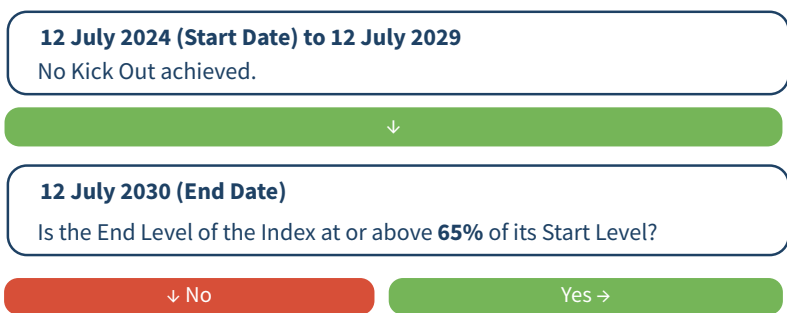 12 July 2024 (Start Date) to 12 July 2029
No Kick Out achieved.
↓
12 July 2030 (End Date)
Is the End Level of the Index at or above 65% of its Start Level?
↓ No
Yes →